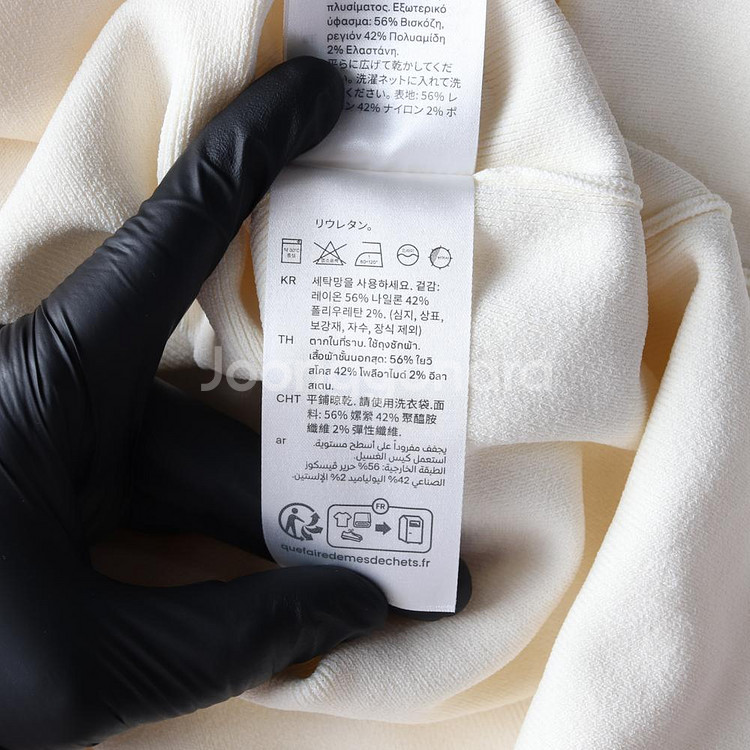 πλυσίματος. Εξωτερικό
ύφασμα: 56% Βισκόζη,
ρεγιόν 42% Πολυαμίδη
2% Ελαστάνη.
平らに広げて乾かしてくだ
い。洗濯ネットに入れて洗
ください。表地: 56% レ
ン 42% ナイロン 2% ポ
リウレタン。
KR 세탁망을 사용하세요. 겉감:
레이온 56% 나일론 42%
폴리우레탄 2%. (심지, 상표,
보강재, 자수, 장식 제외)
TH ตากในที่ราบ. ใช้ถุงซักผ้า.
เสื้อผ้าชั้นนอกสุด: 56% ใยวิ
สโคส 42% โพลีอาไมด์ 2% อีลา
สเตน.
CHT 平鋪晾乾. 請使用洗衣袋.面
料: 56% 嫘縈 42% 聚醯胺
纖維 2% 彈性纖維.
ar يجفف مفروداً على أسطح مستوية.
استعمل كيس الغسيل.
الطبقة الخارجية: 56% حرير ڤيسكوز
الصناعي 42% البولياميد 2% الإلستين.
FR
quefairedemesdechets.fr